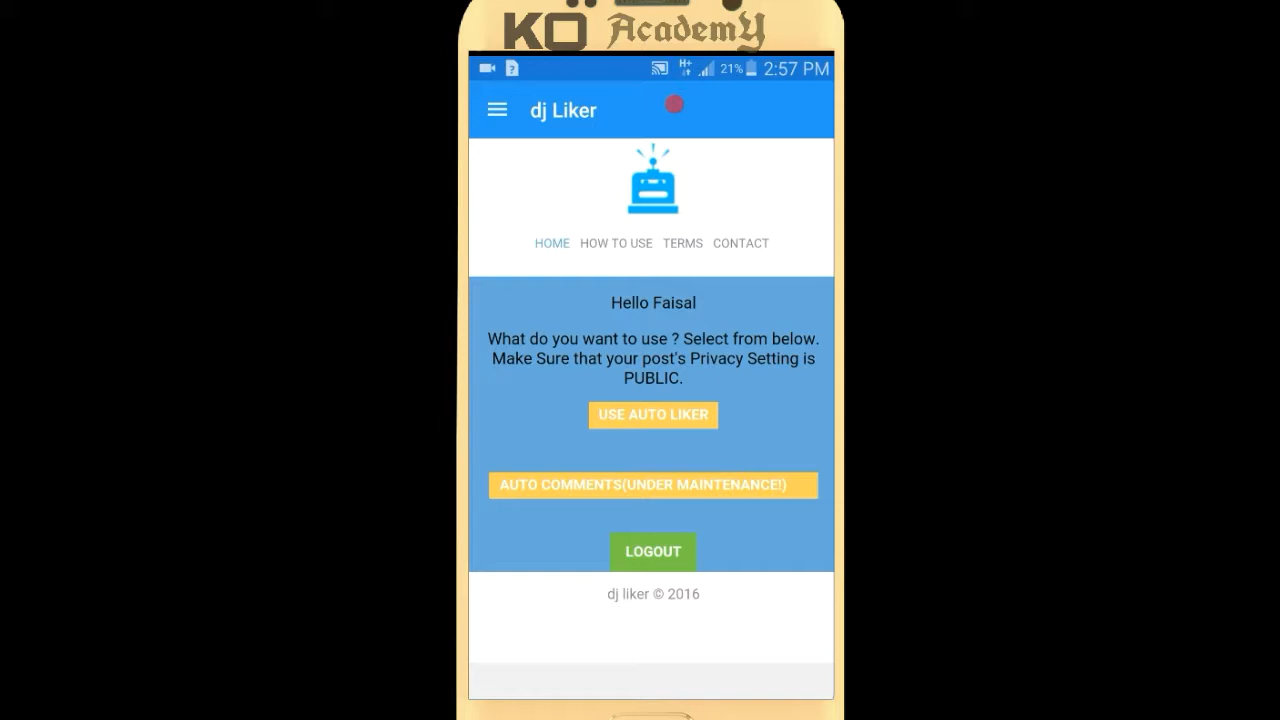 KO Academy
H+
21%
2:57 PM
dj Liker
HOME HOW TO USE TERMS CONTACT
Hello Faisal
What do you want to use ? Select from below.
Make Sure that your post's Privacy Setting is
PUBLIC.
USE AUTO LIKER
AUTO COMMENTS(UNDER MAINTENANCE!)
LOGOUT
dj liker © 2016